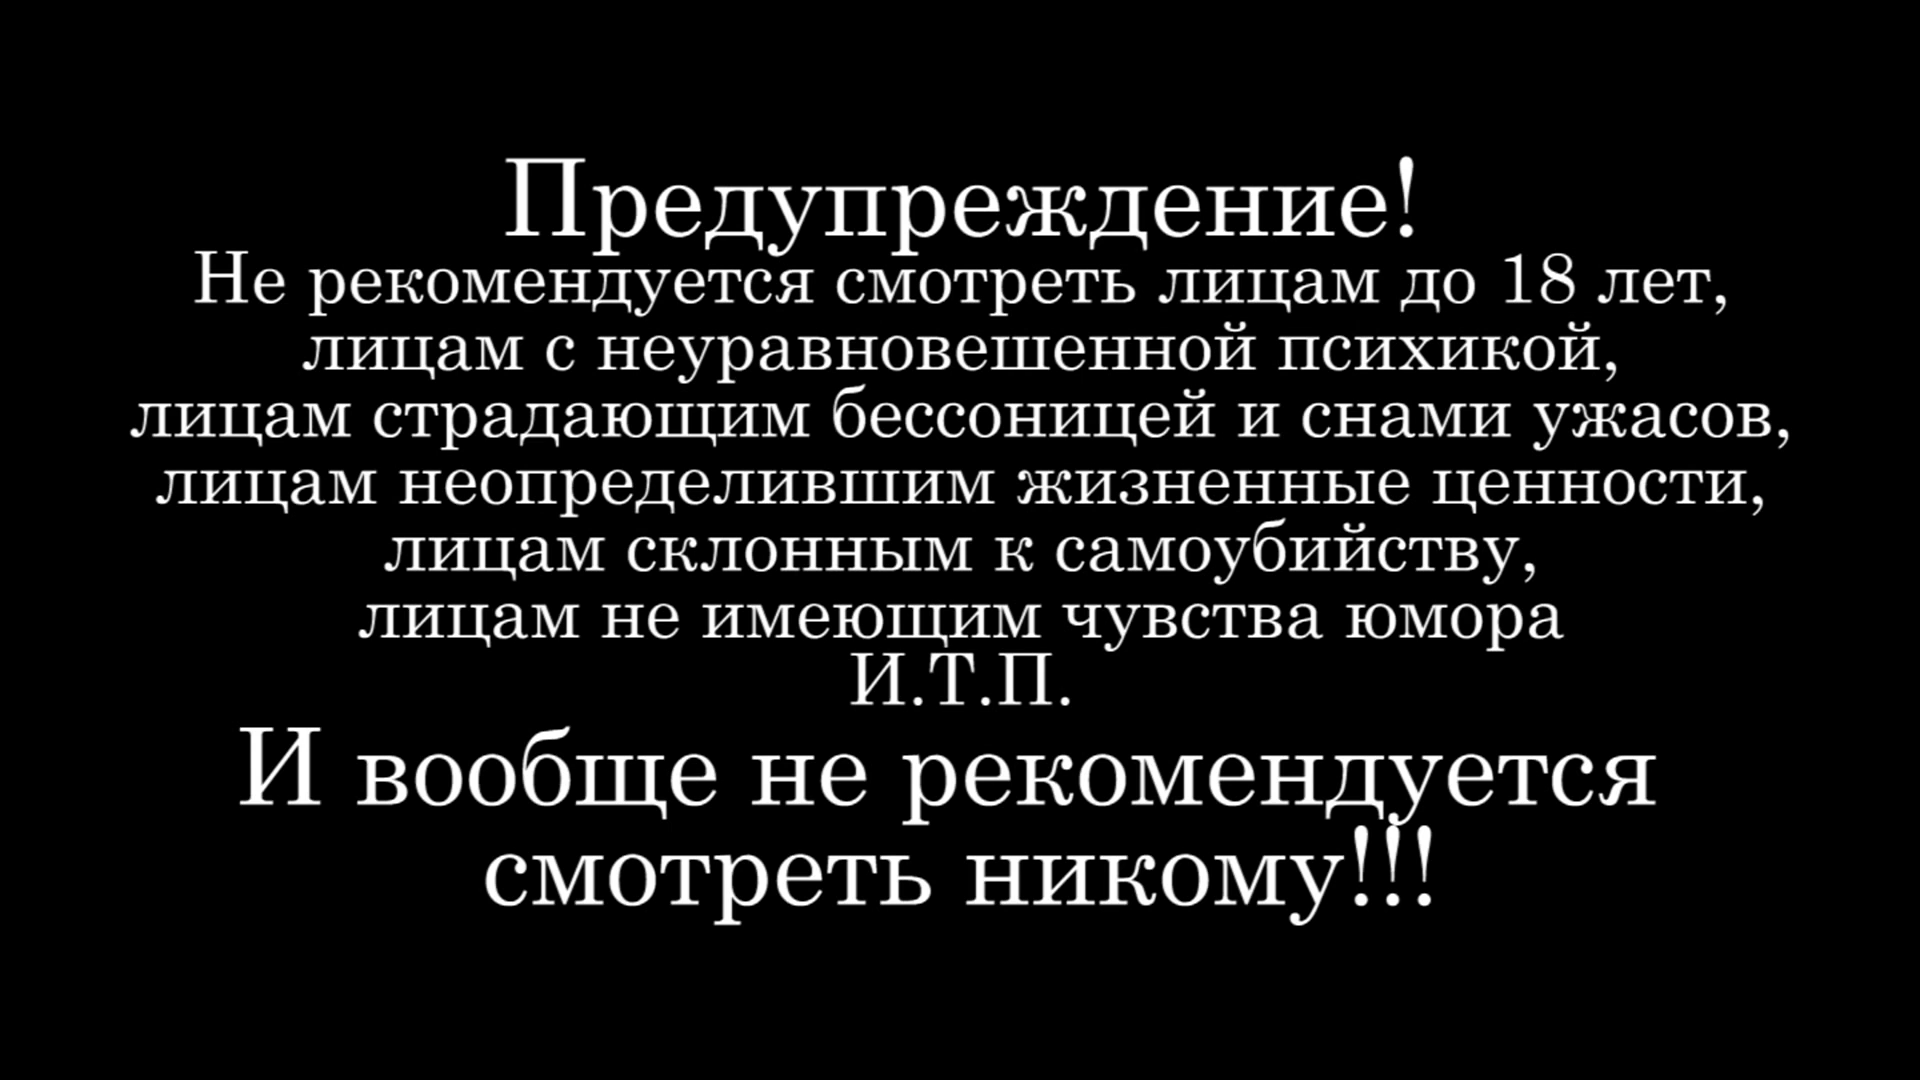 Предупреждение!
Не рекомендуется смотреть лицам до 18 лет,
лицам с неуравновешенной психикой,
лицам страдающим бессоницей и снами ужасов,
лицам неопределившим жизненные ценности,
лицам склонным к самоубийству,
лицам не имеющим чувства юмора
И.Т.П.
И вообще не рекомендуется
смотреть никому!!!